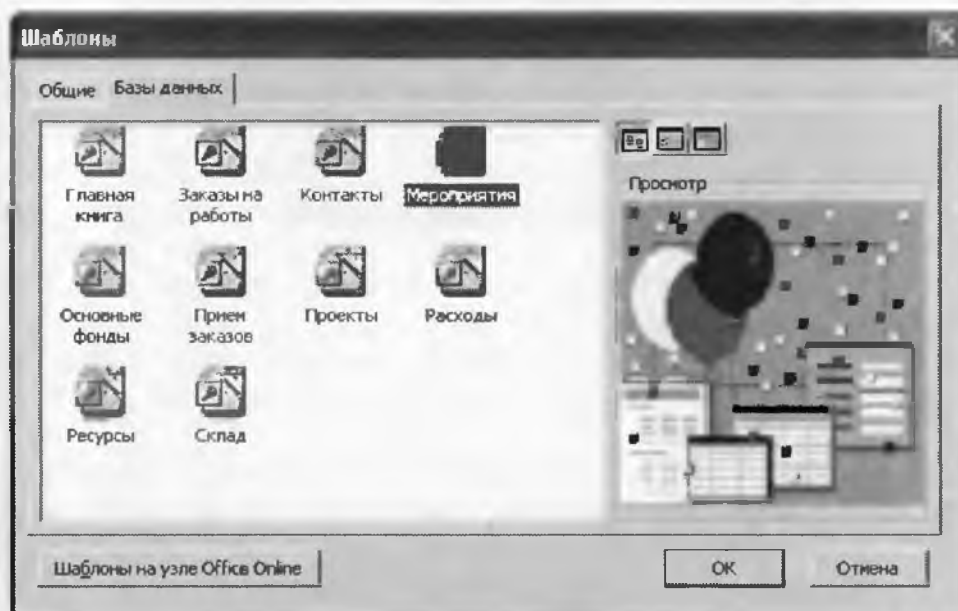 Шаблоны
Общие Базы данных
Главная книга
Заказы на работы
Контакты
Мероприятия
Просмотр
Основные фонды
Прием заказов
Проекты
Расходы
Ресурсы
Склад
Шаблоны на узле Office Online
ОК
Отмена